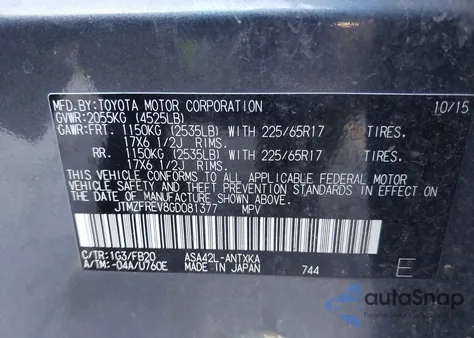 MFD.BY:TOYOTA MOTOR CORPORATION 10/15
GVWR:2055KG (4525LB)
GAWR:FRT. 1150KG (2535LB) WITH 225/65R17 TIRES
17X6 1/2J RIMS.
RR. 1150KG (2535LB) WITH 225/65R17 TIRES
17X6 1/2J RIMS.
THIS VEHICLE CONFORMS TO ALL APPLICABLE FEDERAL MOTOR
VEHICLE SAFETY AND BUMPER STANDARDS IN EFFECT ON
THE DATE OF MANUFACTURE SHOWN ABOVE.
JTMZFREV8GD081377 MPV
C/TR:1G3/FB20 ASA42L-ANTXKA
A/TM:-04A/U760E MADE IN JAPAN 744 E
autoSnap